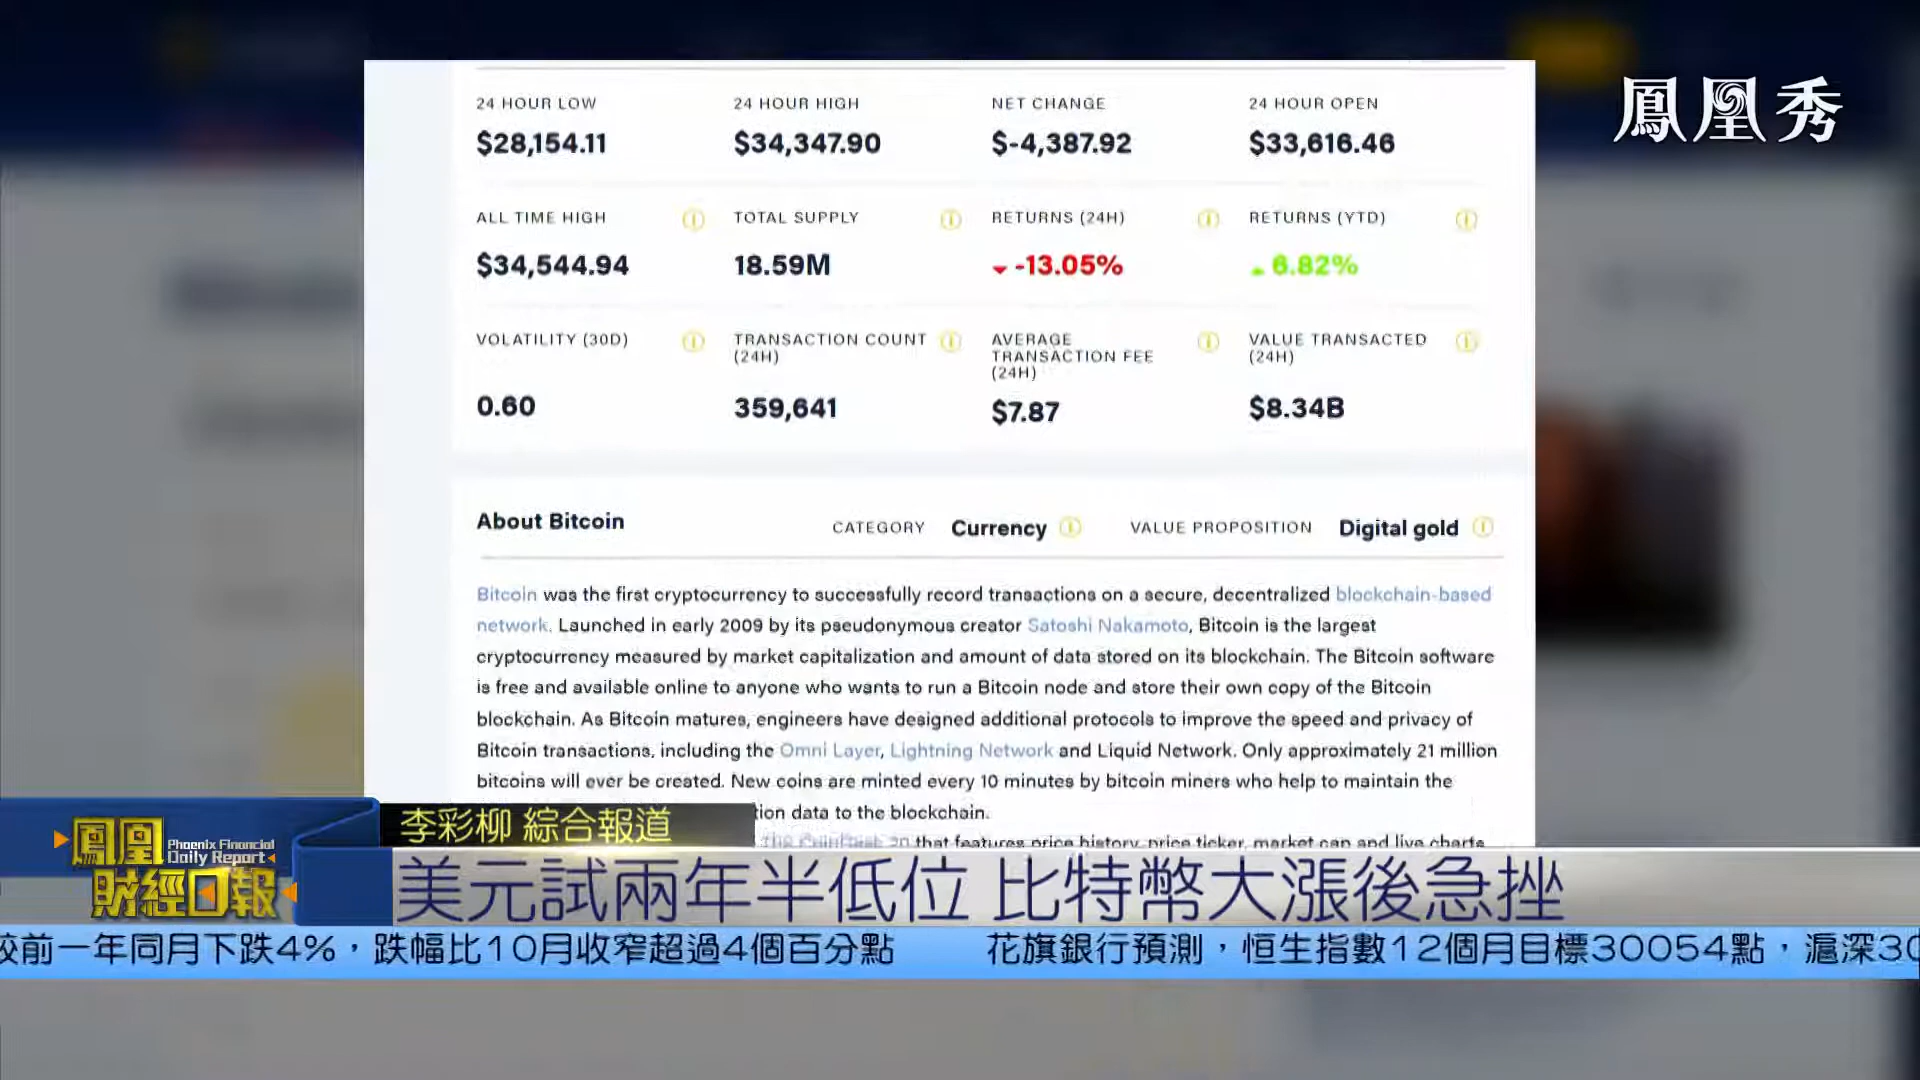 鳳凰秀
24 HOUR LOW
24 HOUR HIGH
NET CHANGE
24 HOUR OPEN
$28,154.11
$34,347.90
$-4,387.92
$33,616.46
ALL TIME HIGH
TOTAL SUPPLY
RETURNS (24H)
RETURNS (YTD)
$34,544.94
18.59M
-13.05%
6.82%
VOLATILITY (30D)
TRANSACTION COUNT
(24H)
AVERAGE
TRANSACTION FEE
(24H)
VALUE TRANSACTED
(24H)
0.60
359,641
$7.87
$8.34B
About Bitcoin
CATEGORY Currency
VALUE PROPOSITION Digital gold
Bitcoin was the first cryptocurrency to successfully record transactions on a secure, decentralized blockchain-based
network. Launched in early 2009 by its pseudonymous creator Satoshi Nakamoto, Bitcoin is the largest
cryptocurrency measured by market capitalization and amount of data stored on its blockchain. The Bitcoin software
is free and available online to anyone who wants to run a Bitcoin node and store their own copy of the Bitcoin
blockchain. As Bitcoin matures, engineers have designed additional protocols to improve the speed and privacy of
Bitcoin transactions, including the Omni Layer, Lightning Network and Liquid Network. Only approximately 21 million
bitcoins will ever be created. New coins are minted every 10 minutes by bitcoin miners who help to maintain the
tion data to the blockchain.
that features price history, price ticker, market cap and live charts
李彩柳 綜合報道
鳳凰
Phoenix Financial
Daily Report
財經日報
美元試兩年半低位 比特幣大漲後急挫
較前一年同月下跌4%，跌幅比10月收窄超過4個百分點 花旗銀行預測，恒生指數12個月目標30054點，滬深30